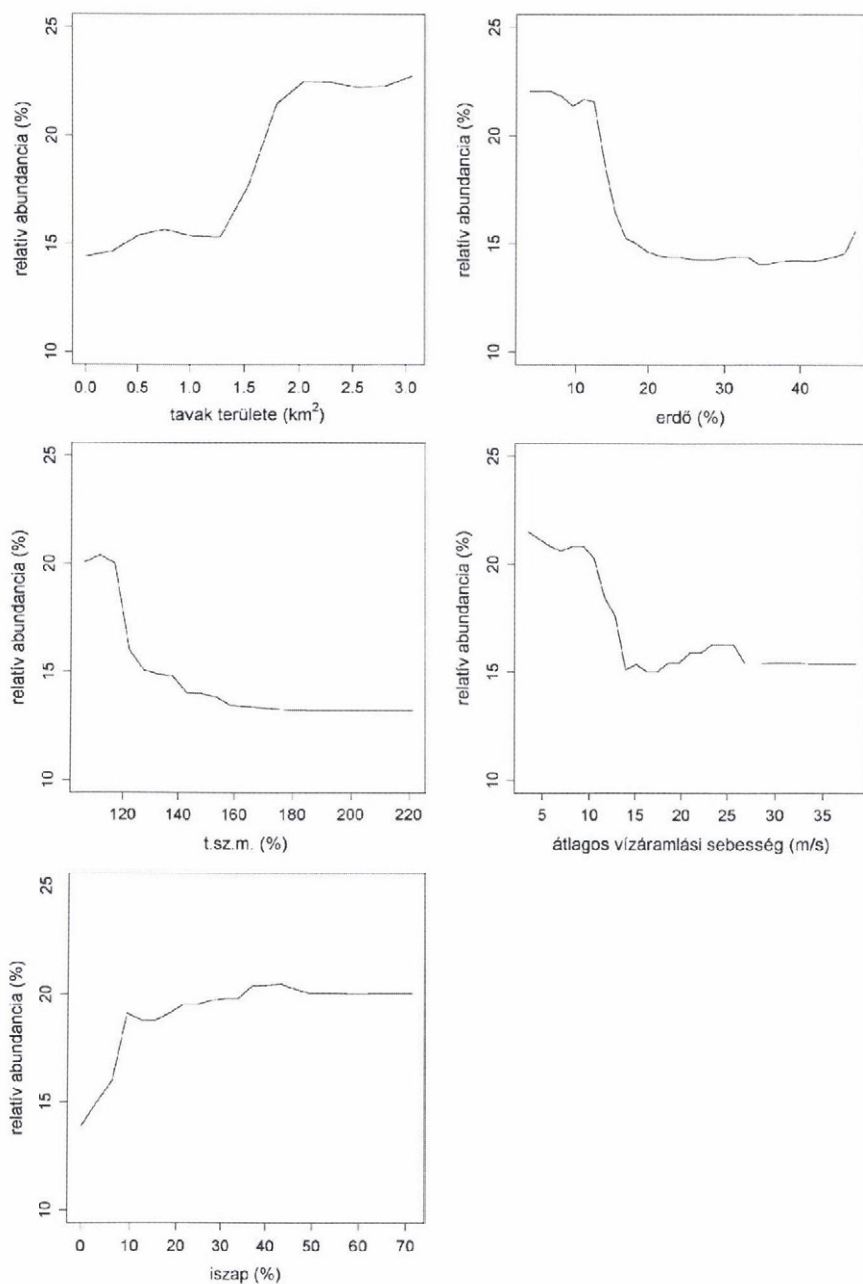 25
20
15
10
relatív abundancia (%)
0.0 0.5 1.0 1.5 2.0 2.5 3.0
tavak területe (km²)
25
20
15
10
relatív abundancia (%)
10 20 30 40
erdő (%)
25
20
15
10
relatív abundancia (%)
120 140 160 180 200 220
t.sz.m. (%)
25
20
15
10
relatív abundancia (%)
5 10 15 20 25 30 35
átlagos vízáramlási sebesség (m/s)
25
20
15
10
relatív abundancia (%)
0 10 20 30 40 50 60 70
iszap (%)